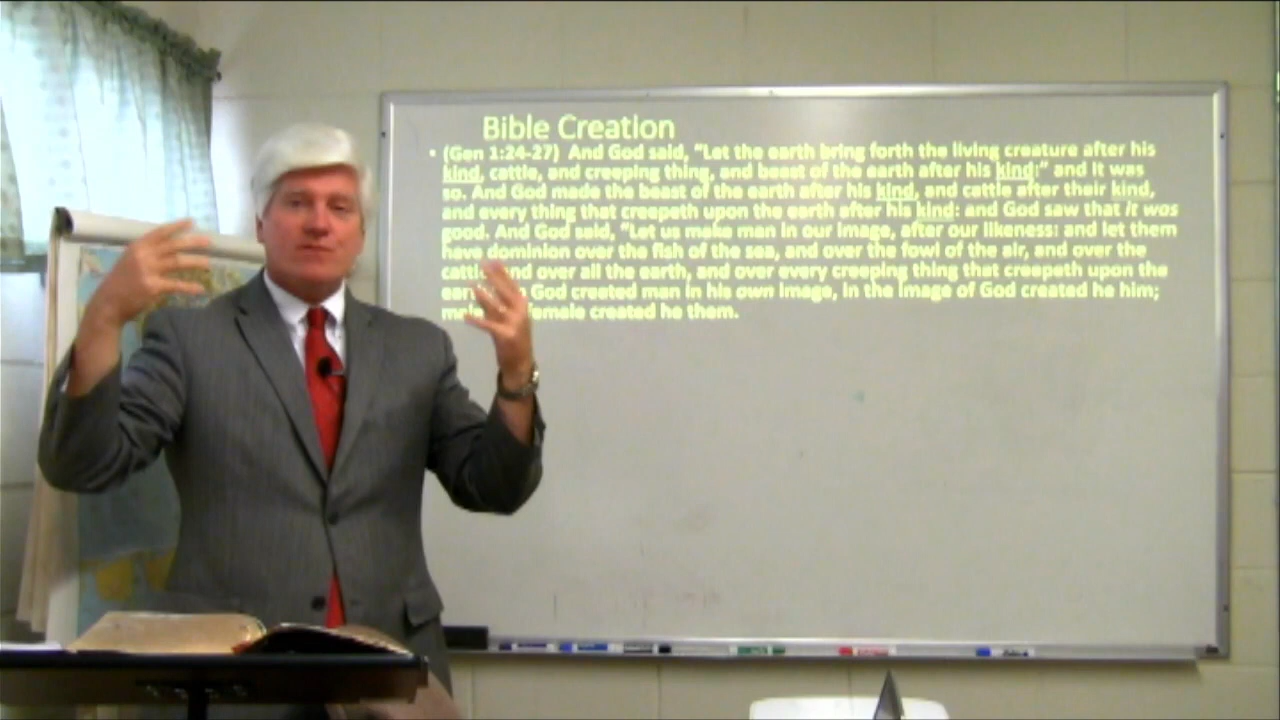 Bible Creation
• (Gen 1:24-27) And God said, "Let the earth bring forth the living creature after his
kind, cattle, and creeping thing, and beast of the earth after his kind:" and it was
so. And God made the beast of the earth after his kind, and cattle after their kind,
and every thing that creepeth upon the earth after his kind: and God saw that it was
good. And God said, "Let us make man in our image, after our likeness: and let them
have dominion over the fish of the sea, and over the fowl of the air, and over the
and over all the earth, and over every creeping thing that creepeth upon the
God created man in his own image, in the image of God created he him;
female created he them.